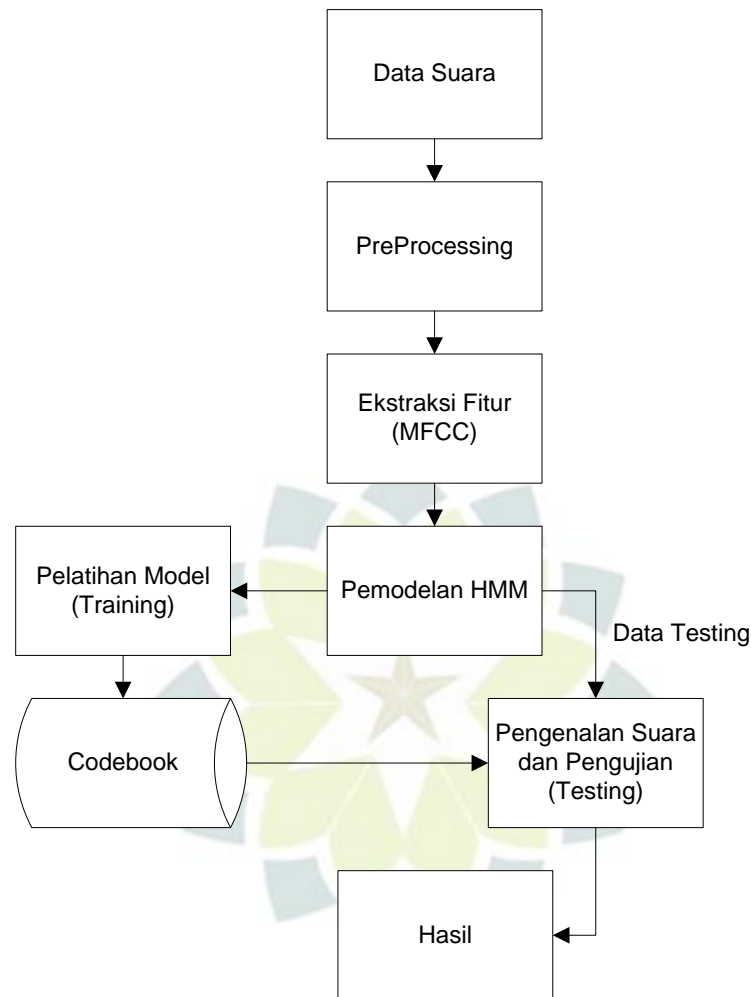 Data Suara
PreProcessing
Ekstraksi Fitur
(MFCC)
Pelatihan Model
(Training)
Pemodelan HMM
Data Testing
Codebook
Pengenalan Suara
dan Pengujian
(Testing)
Hasil